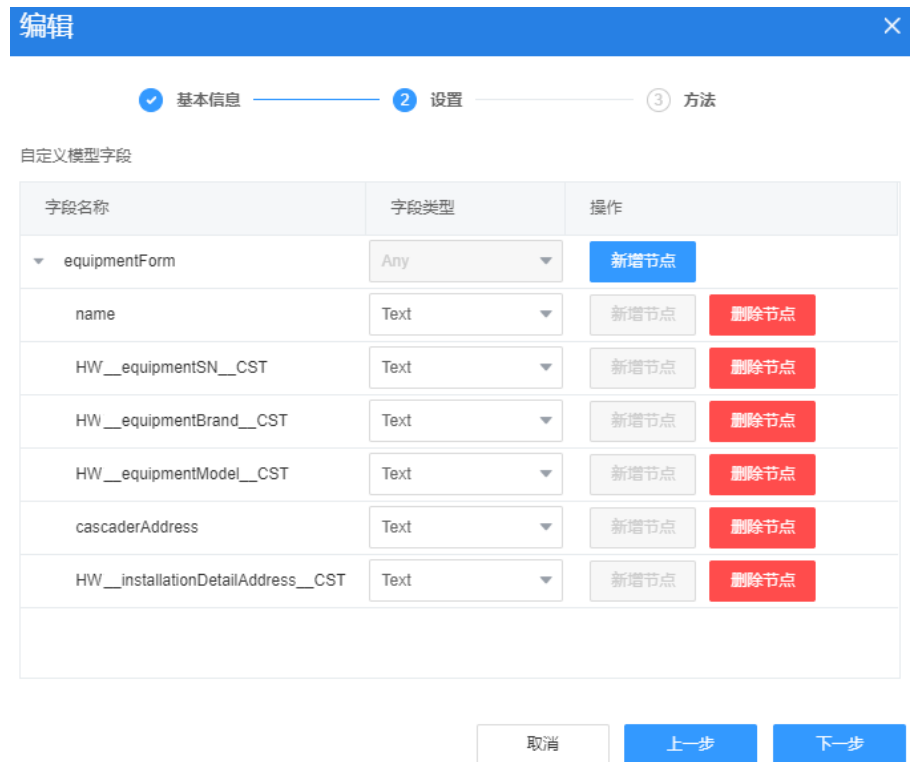 编辑
基本信息 2 设置 3 方法
自定义模型字段
字段名称 字段类型 操作
equipmentForm Any 新增节点
name Text 新增节点 删除节点
HW__equipmentSN__CST Text 新增节点 删除节点
HW__equipmentBrand__CST Text 新增节点 删除节点
HW__equipmentModel__CST Text 新增节点 删除节点
cascaderAddress Text 新增节点 删除节点
HW__installationDetailAddress__CST Text 新增节点 删除节点
取消 上一步 下一步